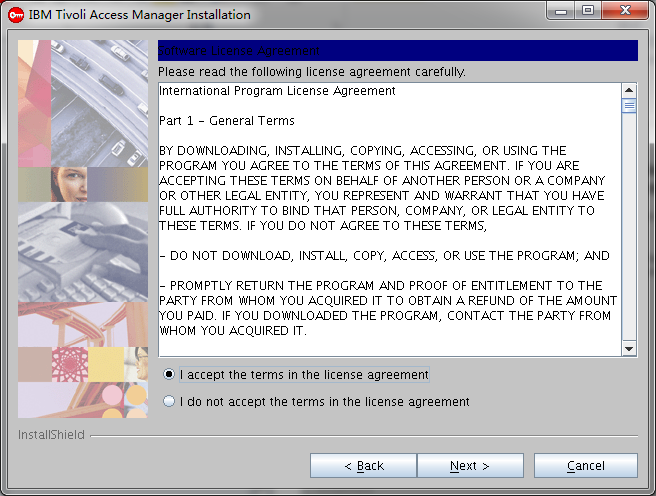 IBM Tivoli Access Manager Installation
Software License Agreement
Please read the following license agreement carefully.
International Program License Agreement
Part 1 - General Terms
BY DOWNLOADING, INSTALLING, COPYING, ACCESSING, OR USING THE
PROGRAM YOU AGREE TO THE TERMS OF THIS AGREEMENT. IF YOU ARE
ACCEPTING THESE TERMS ON BEHALF OF ANOTHER PERSON OR A COMPANY
OR OTHER LEGAL ENTITY, YOU REPRESENT AND WARRANT THAT YOU HAVE
FULL AUTHORITY TO BIND THAT PERSON, COMPANY, OR LEGAL ENTITY TO
THESE TERMS. IF YOU DO NOT AGREE TO THESE TERMS,
- DO NOT DOWNLOAD, INSTALL, COPY, ACCESS, OR USE THE PROGRAM; AND
- PROMPTLY RETURN THE PROGRAM AND PROOF OF ENTITLEMENT TO THE
PARTY FROM WHOM YOU ACQUIRED IT TO OBTAIN A REFUND OF THE AMOUNT
YOU PAID. IF YOU DOWNLOADED THE PROGRAM, CONTACT THE PARTY FROM
WHOM YOU ACQUIRED IT.
I accept the terms in the license agreement
I do not accept the terms in the license agreement
InstallShield
< Back
Next >
Cancel